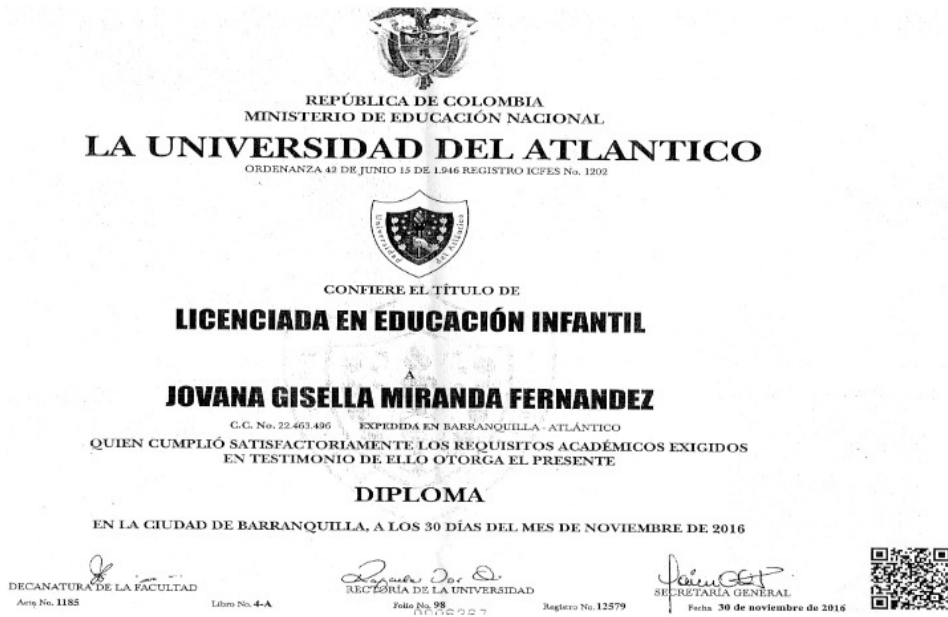 REPÚBLICA DE COLOMBIA
MINISTERIO DE EDUCACIÓN NACIONAL
LA UNIVERSIDAD DEL ATLANTICO
ORDENANZA 42 DE JUNIO 15 DE 1.946 REGISTRO ICFES No. 1202
Universidad del Atlántico
CONFIERE EL TÍTULO DE
LICENCIADA EN EDUCACIÓN INFANTIL
A
JOVANA GISELLA MIRANDA FERNANDEZ
C.C. No. 22.463.496 EXPEDIDA EN BARRANQUILLA - ATLÁNTICO
QUIEN CUMPLIÓ SATISFACTORIAMENTE LOS REQUISITOS ACADÉMICOS EXIGIDOS
EN TESTIMONIO DE ELLO OTORGA EL PRESENTE
DIPLOMA
EN LA CIUDAD DE BARRANQUILLA, A LOS 30 DÍAS DEL MES DE NOVIEMBRE DE 2016
DECANATURA DE LA FACULTAD RECTORÍA DE LA UNIVERSIDAD SECRETARÍA GENERAL
Acta No. 1185 Libro No. 4-A Folio No. 98 Registro No. 12579 Fecha 30 de noviembre de 2016